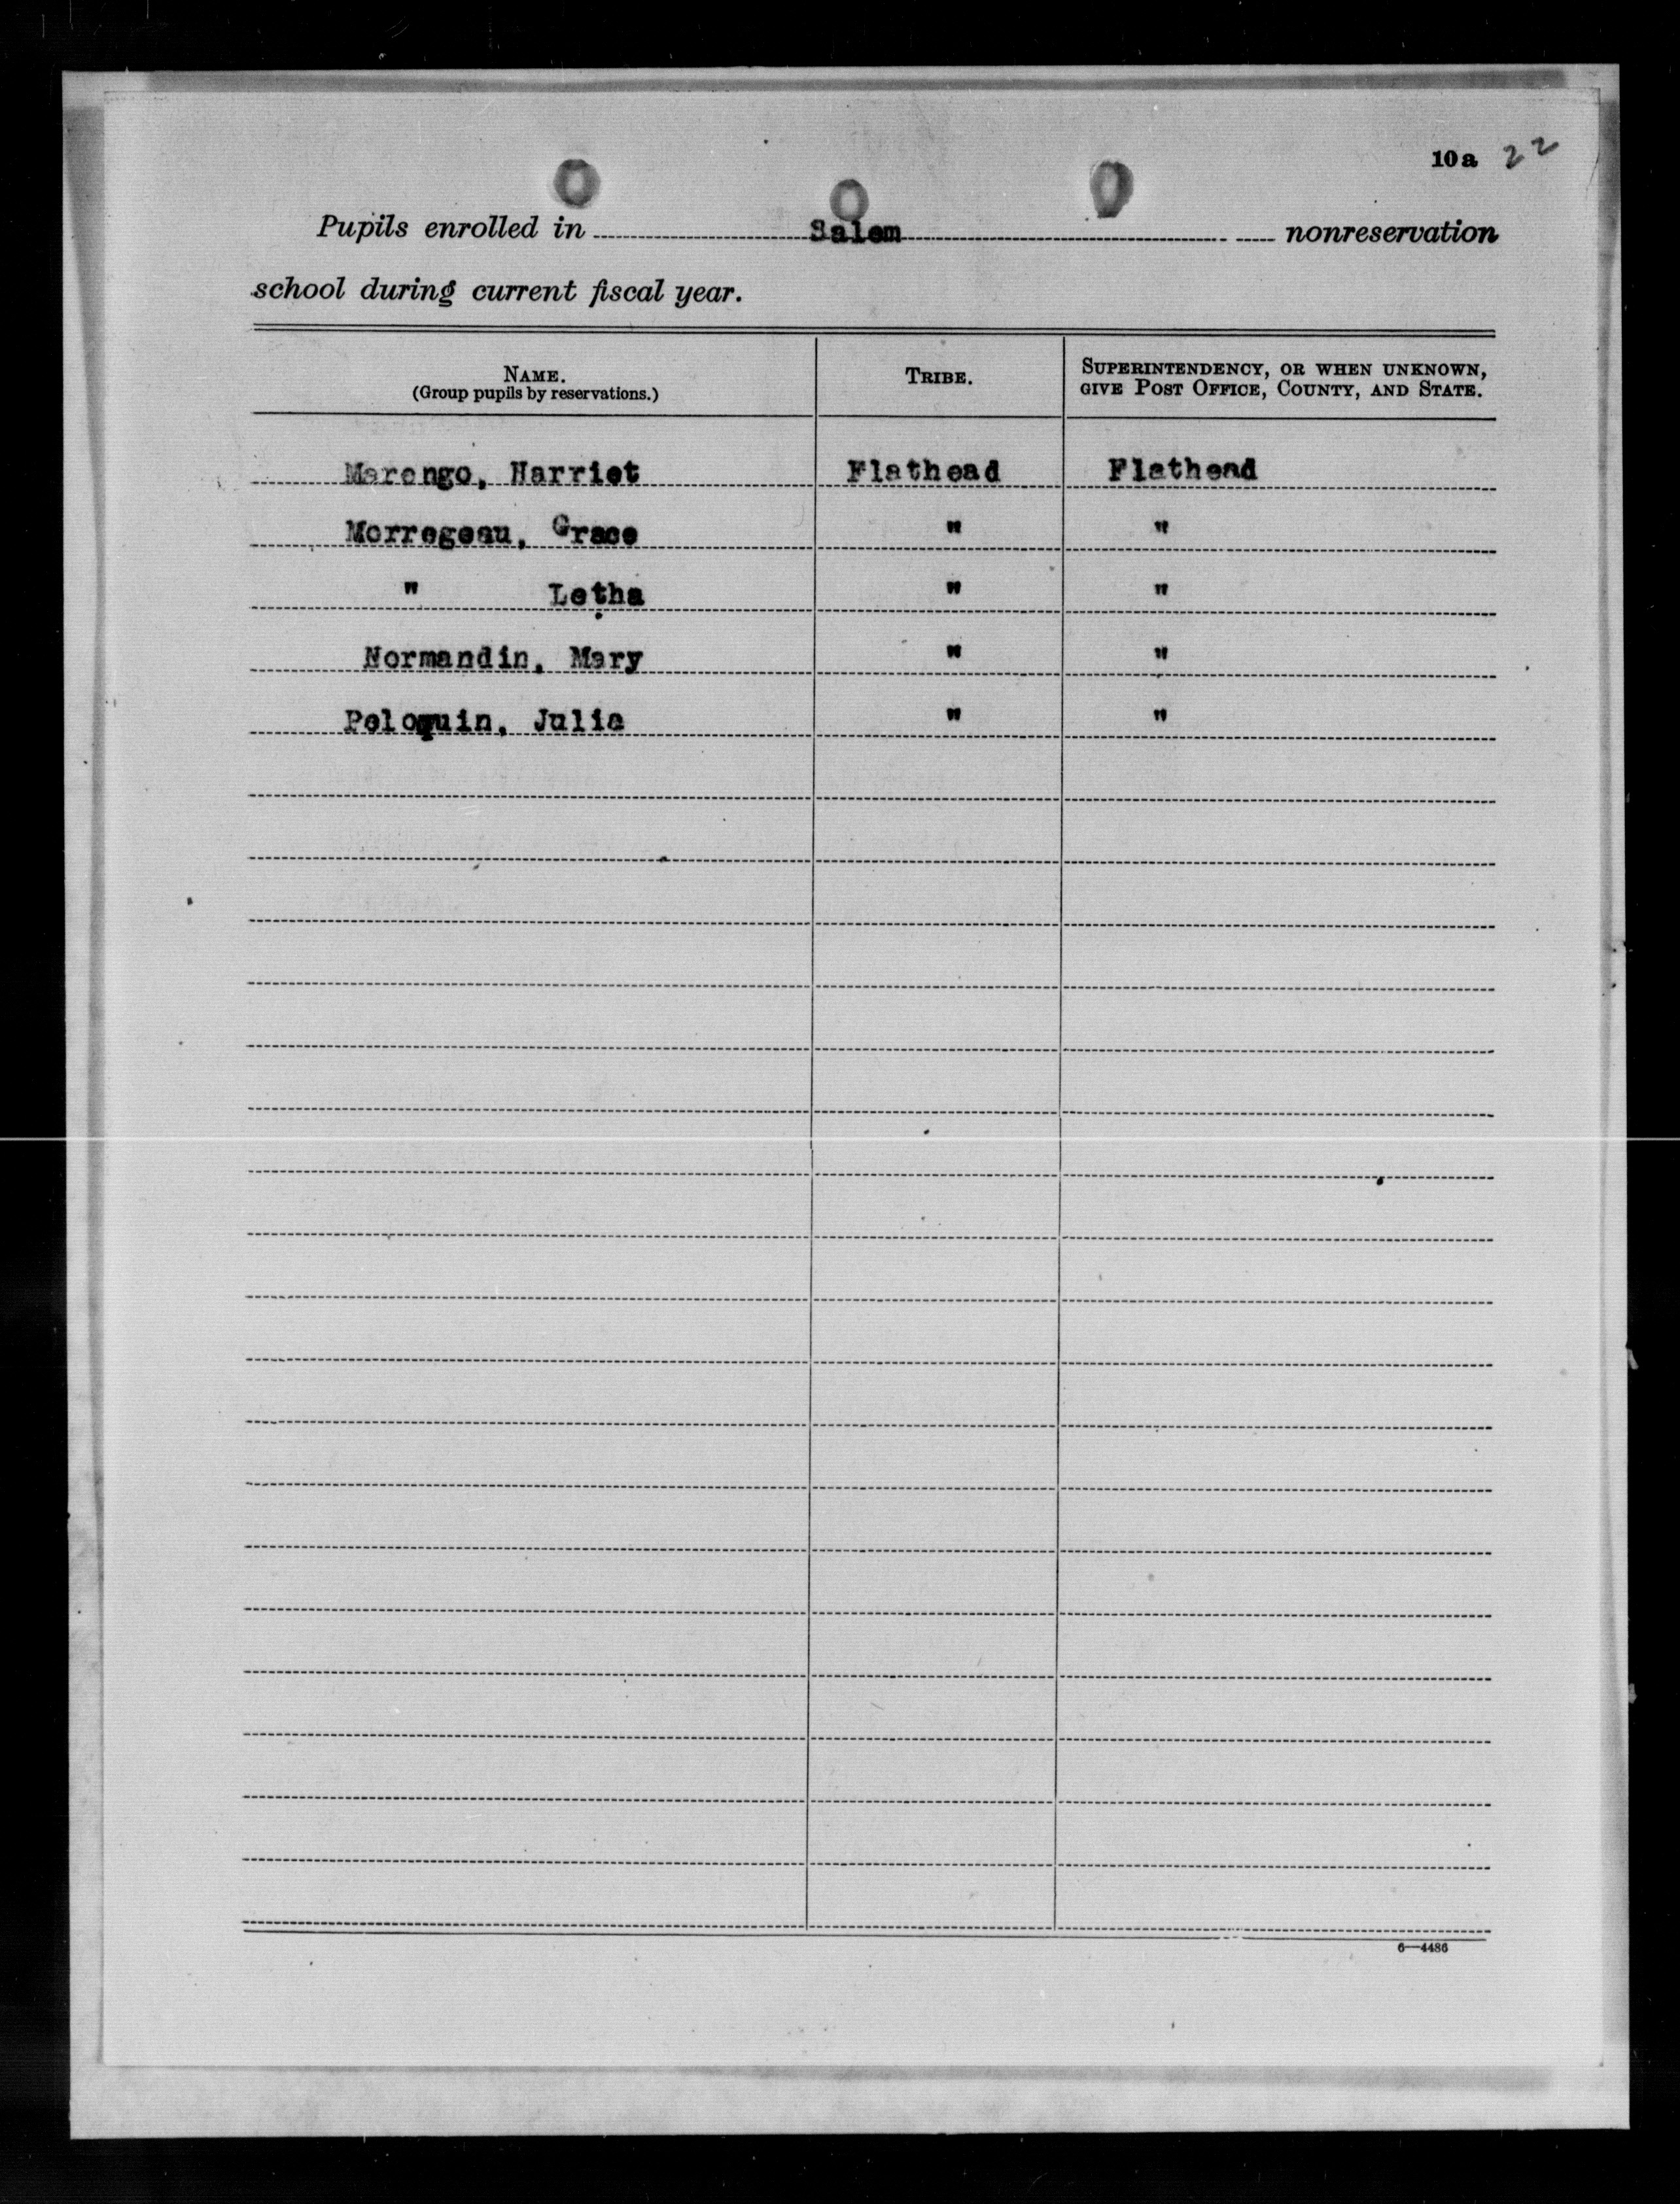 10a 22
Pupils enrolled in Salem nonreservation
school during current fiscal year.
NAME. TRIBE. SUPERINTENDENCY, OR WHEN UNKNOWN,
(Group pupils by reservations.) GIVE POST OFFICE, COUNTY, AND STATE.
Marengo, Harriet Flathead Flathead
Morregeau, Grace " "
" Letha " "
Normandin, Mary " "
Peloquin, Julia " "
6—4486